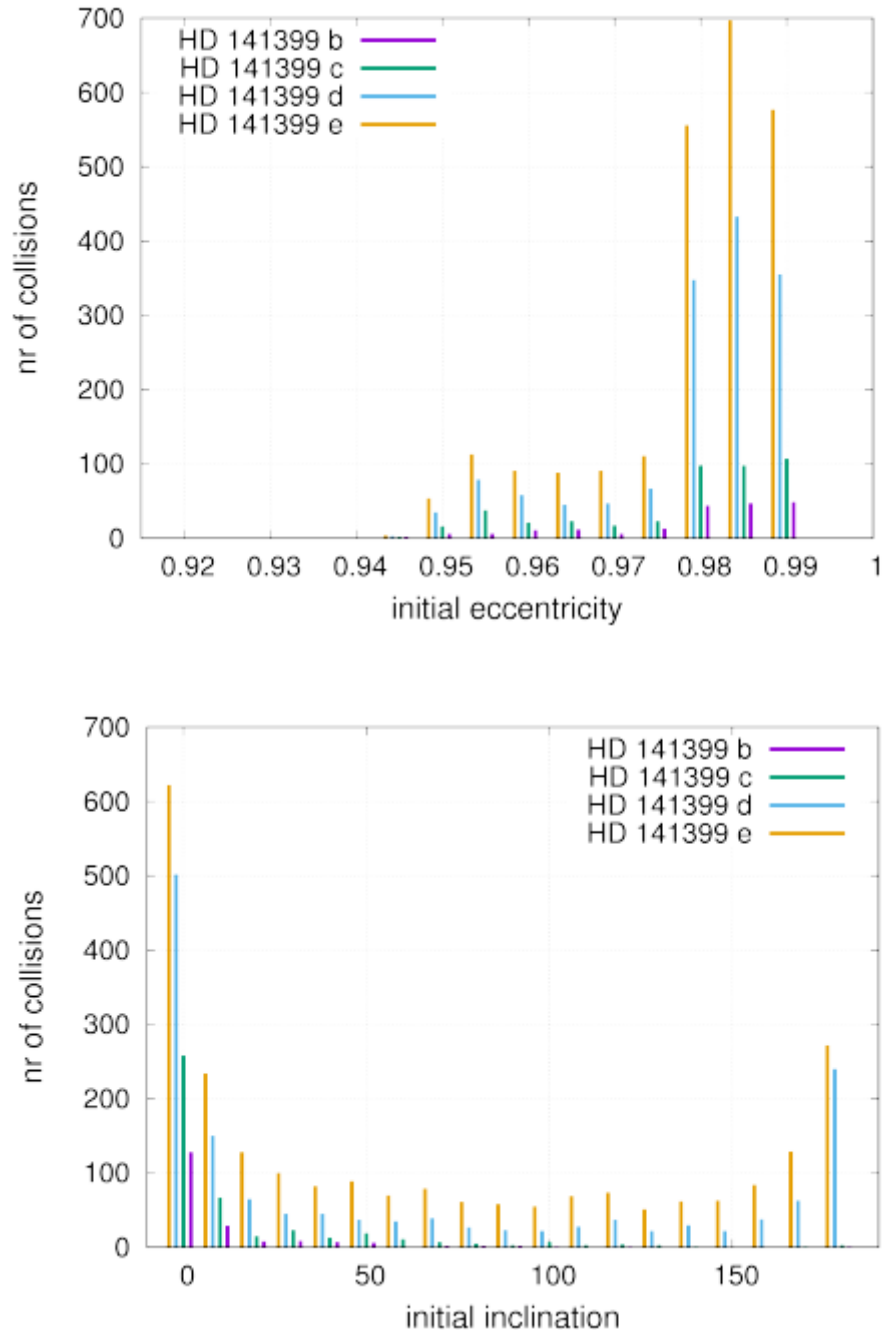 700
600
500
400
300
200
100
0
nr of collisions
HD 141399 b
HD 141399 c
HD 141399 d
HD 141399 e
0.92 0.93 0.94 0.95 0.96 0.97 0.98 0.99 1
initial eccentricity
700
600
500
400
300
200
100
0
nr of collisions
HD 141399 b
HD 141399 c
HD 141399 d
HD 141399 e
0 50 100 150
initial inclination